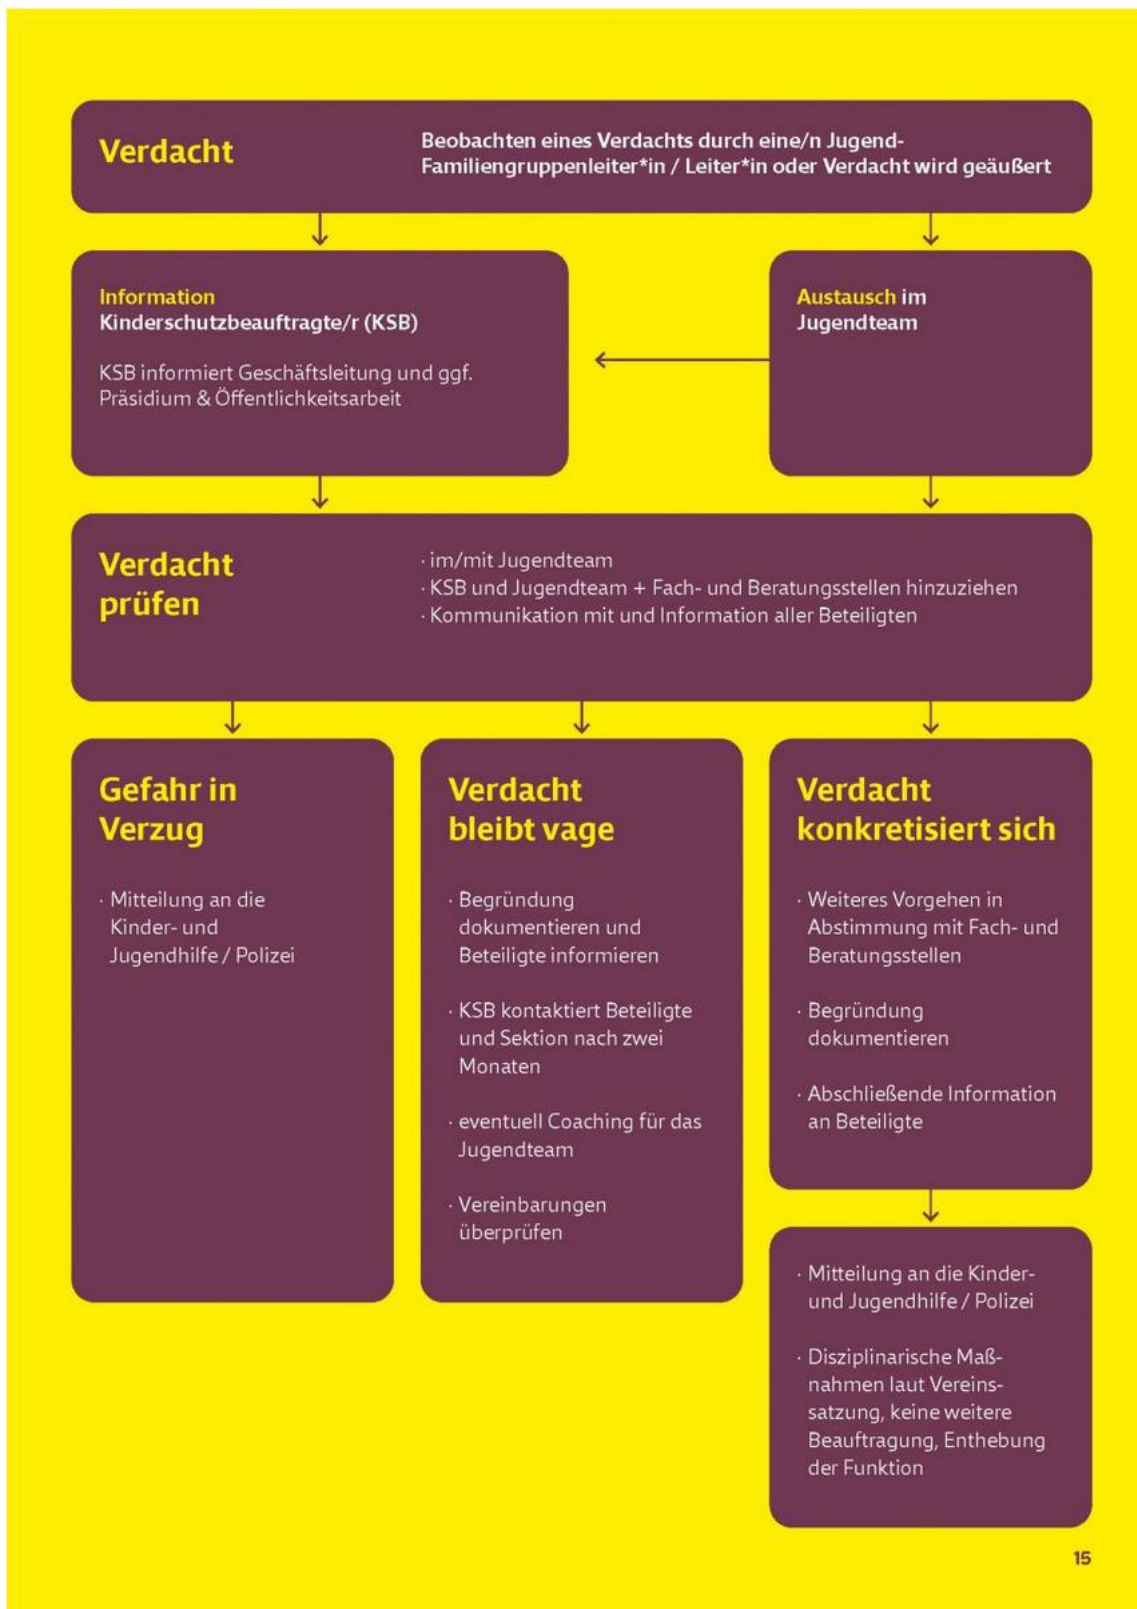 Verdacht
Beobachten eines Verdachts durch eine/n Jugend-
Familiengruppenleiter*in / Leiter*in oder Verdacht wird geäußert
Information
Kinderschutzbeauftragte/r (KSB)
KSB informiert Geschäftsleitung und ggf.
Präsidium & Öffentlichkeitsarbeit
Austausch im
Jugendteam
Verdacht
prüfen
· im/mit Jugendteam
· KSB und Jugendteam + Fach- und Beratungsstellen hinzuziehen
· Kommunikation mit und Information aller Beteiligten
Gefahr in
Verzug
· Mitteilung an die
Kinder- und
Jugendhilfe / Polizei
Verdacht
bleibt vage
· Begründung
dokumentieren und
Beteiligte informieren
· KSB kontaktiert Beteiligte
und Sektion nach zwei
Monaten
· eventuell Coaching für das
Jugendteam
· Vereinbarungen
überprüfen
Verdacht
konkretisiert sich
· Weiteres Vorgehen in
Abstimmung mit Fach- und
Beratungsstellen
· Begründung
dokumentieren
· Abschließende Information
an Beteiligte
· Mitteilung an die Kinder-
und Jugendhilfe / Polizei
· Disziplinarische Maß-
nahmen laut Vereins-
satzung, keine weitere
Beauftragung, Enthebung
der Funktion
15